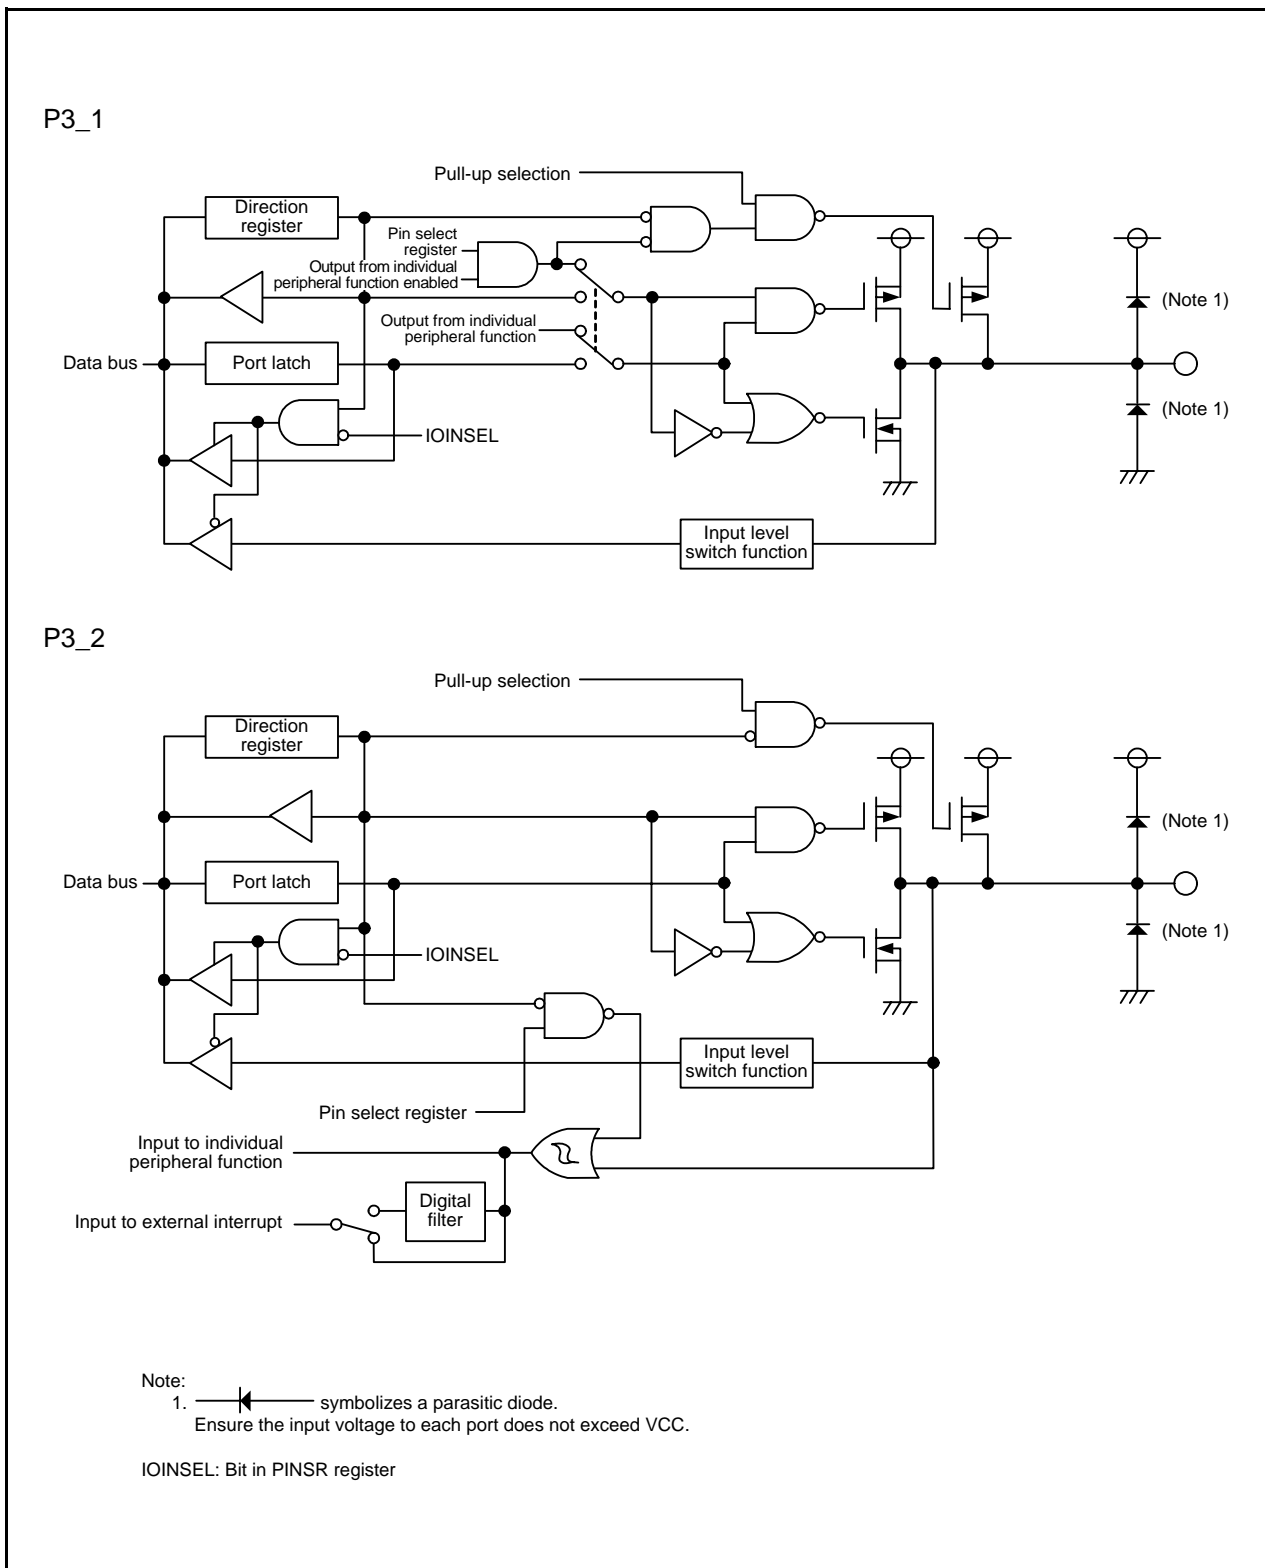 P3_1
Pull-up selection
Direction
register
Pin select
register
Output from individual
peripheral function enabled
(Note 1)
Output from individual
peripheral function
Data bus
Port latch
(Note 1)
IOINSEL
Input level
switch function
P3_2
Pull-up selection
Direction
register
(Note 1)
Data bus
Port latch
(Note 1)
IOINSEL
Input level
switch function
Pin select register
Input to individual
peripheral function
Digital
filter
Input to external interrupt
Note:
1. symbolizes a parasitic diode.
Ensure the input voltage to each port does not exceed VCC.
IOINSEL: Bit in PINSR register